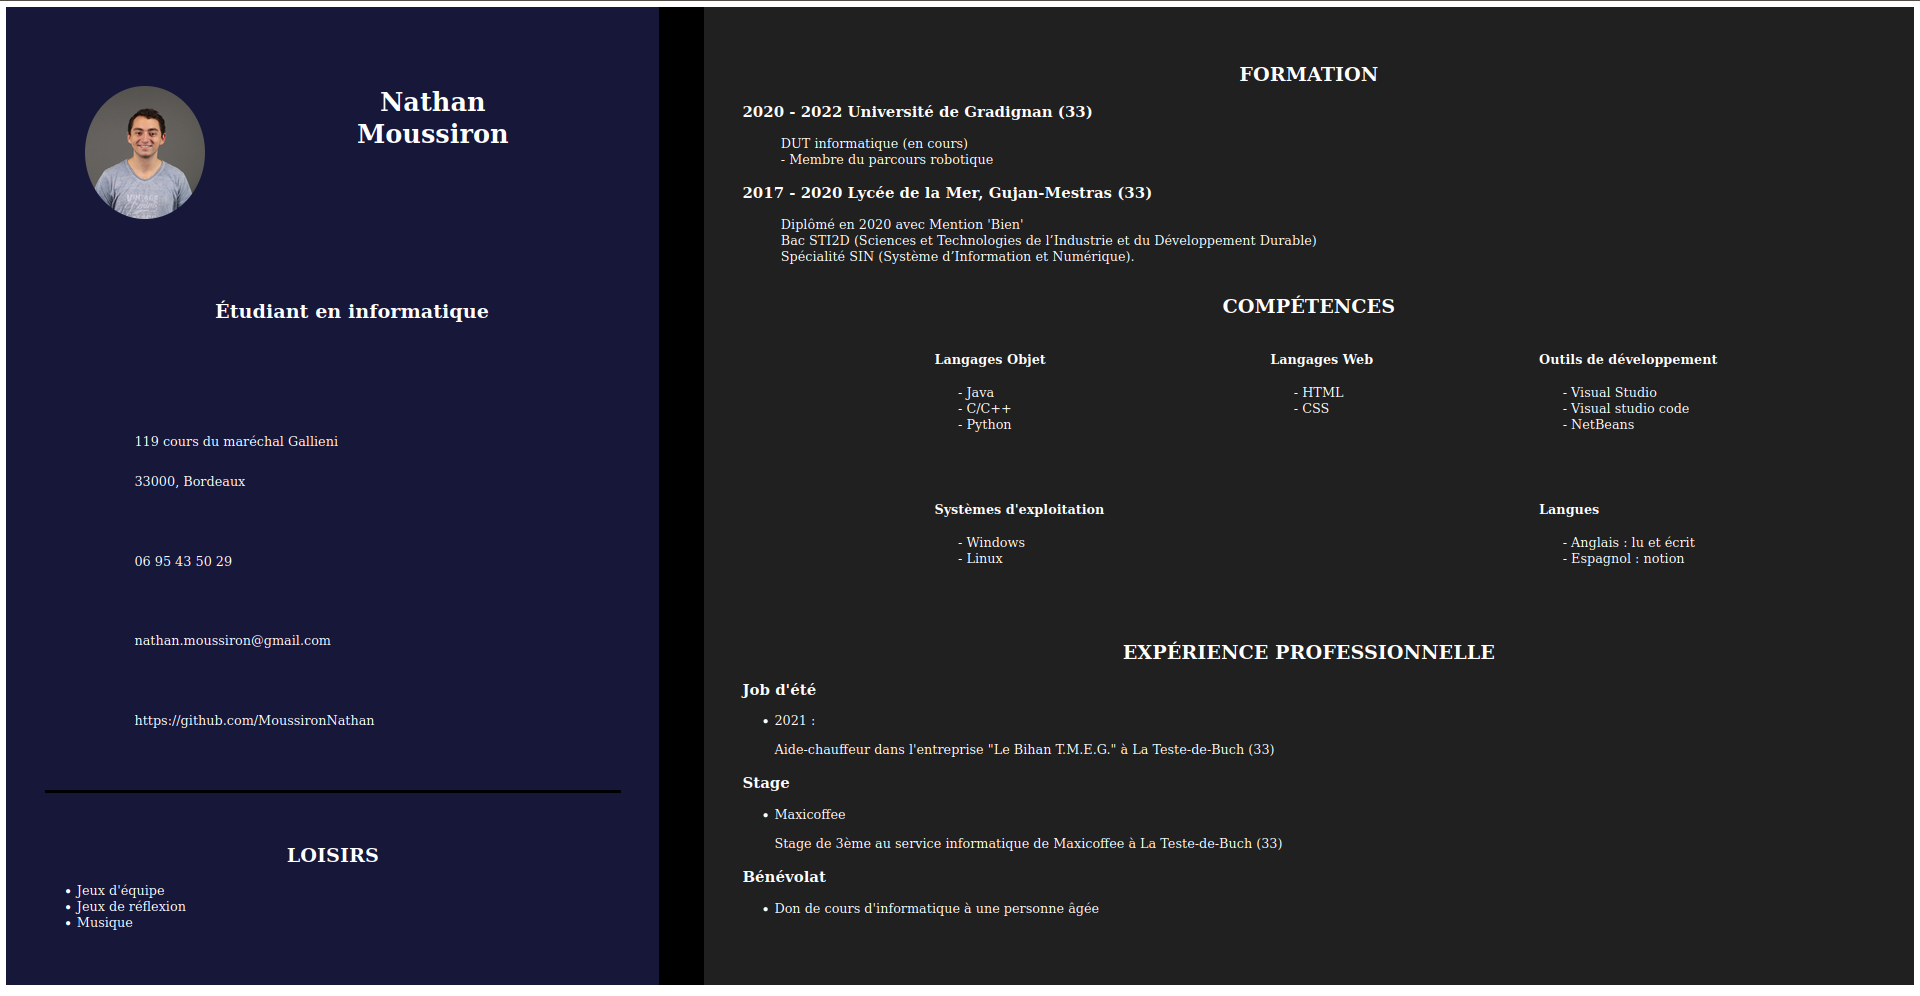 Nathan
Moussiron
Étudiant en informatique
119 cours du maréchal Gallieni
33000, Bordeaux
06 95 43 50 29
nathan.moussiron@gmail.com
https://github.com/MoussironNathan
LOISIRS
• Jeux d'équipe
• Jeux de réflexion
• Musique
FORMATION
2020 - 2022 Université de Gradignan (33)
DUT informatique (en cours)
- Membre du parcours robotique
2017 - 2020 Lycée de la Mer, Gujan-Mestras (33)
Diplômé en 2020 avec Mention 'Bien'
Bac STI2D (Sciences et Technologies de l’Industrie et du Développement Durable)
Spécialité SIN (Système d’Information et Numérique).
COMPÉTENCES
Langages Objet
- Java
- C/C++
- Python
Langages Web
- HTML
- CSS
Outils de développement
- Visual Studio
- Visual studio code
- NetBeans
Systèmes d'exploitation
- Windows
- Linux
Langues
- Anglais : lu et écrit
- Espagnol : notion
EXPÉRIENCE PROFESSIONNELLE
Job d'été
• 2021 :
Aide-chauffeur dans l'entreprise "Le Bihan T.M.E.G." à La Teste-de-Buch (33)
Stage
• Maxicoffee
Stage de 3ème au service informatique de Maxicoffee à La Teste-de-Buch (33)
Bénévolat
• Don de cours d'informatique à une personne âgée